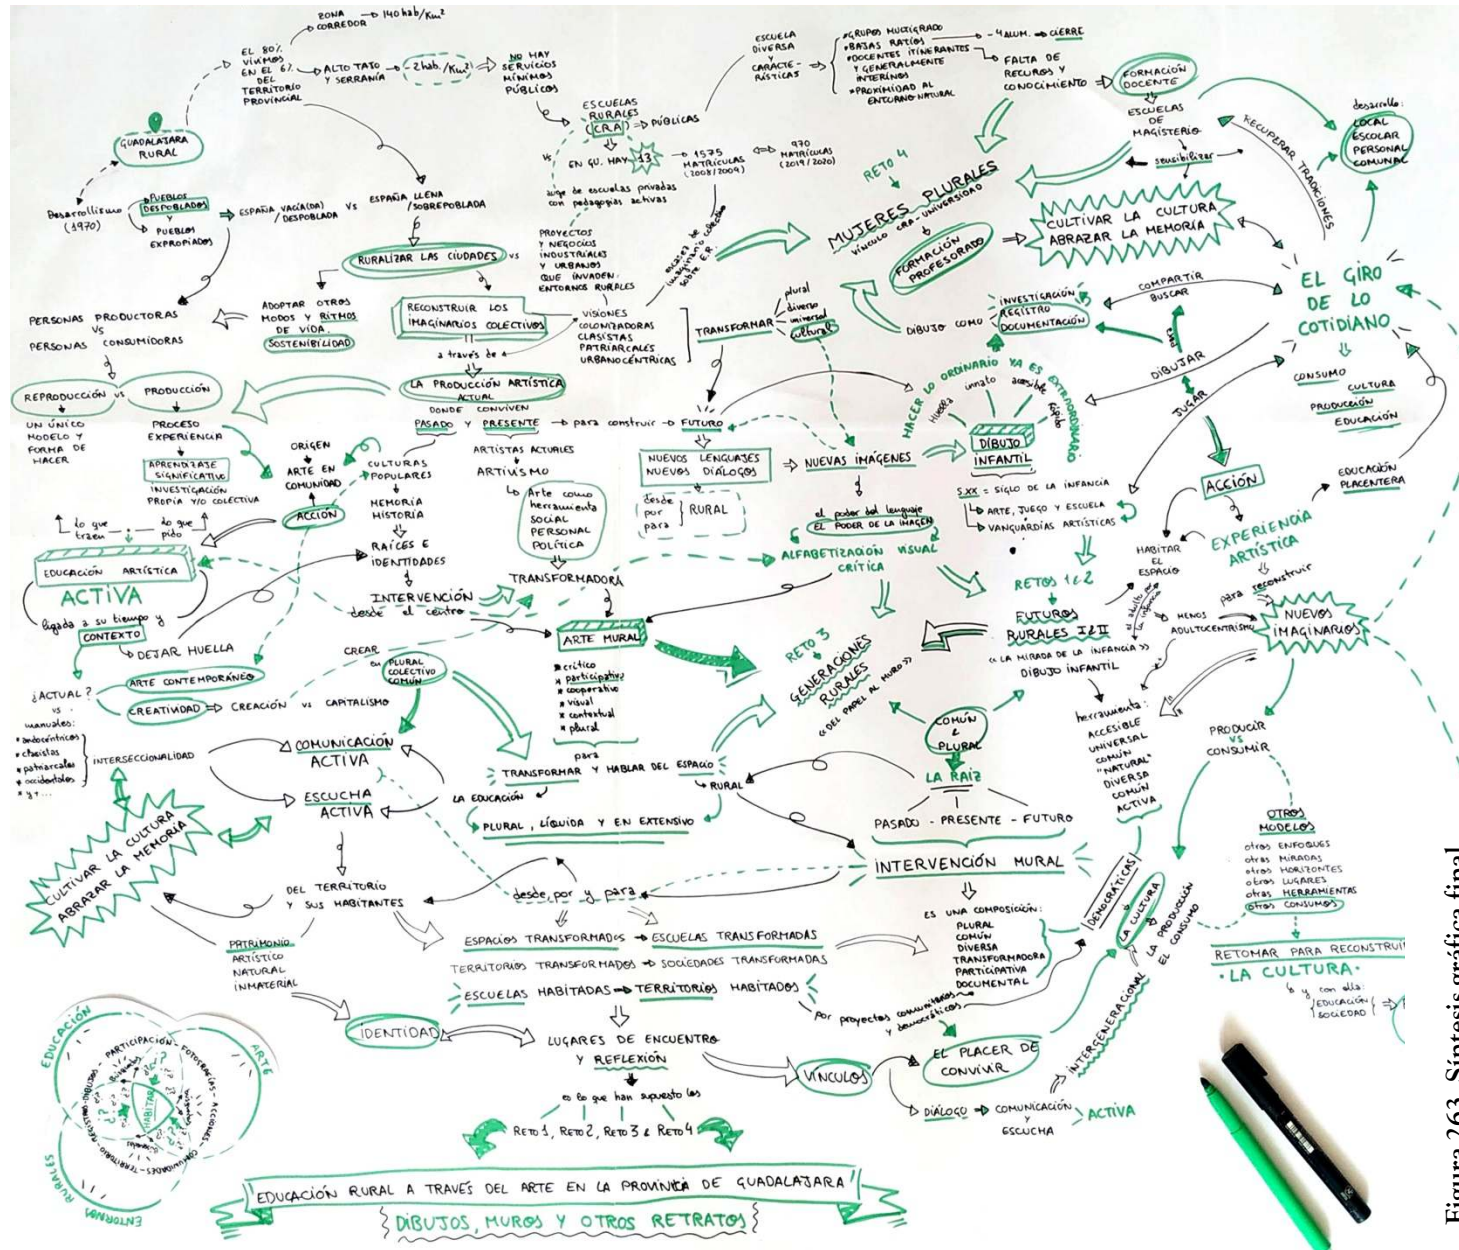 ZONA
CORREDOR
140 hab/Km²
EL 80%
VIVIMOS
EN EL 6%
DEL
TERRITORIO
PROVINCIAL
ALTO TAJO
Y SERRANÍA
-2 hab./Km²
NO HAY
SERVICIOS
MÍNIMOS
PÚBLICOS
GUADALAJARA
RURAL
Desarrollismo
(1970)
PUEBLOS
DESPOBLADOS
Y
PUEBLOS
EXPROPIADOS
ESPAÑA VACÍA(DA)
/DESPOBLADA
VS
ESPAÑA LLENA
/SOBREPOBLADA
ESCUELAS
RURALES
(CRA)
PÚBLICAS
EN GU. HAY 13
1575
MATRÍCULAS
(2008/2009)
970
MATRÍCULAS
(2019/2020)
VS
auge de escuelas privadas
con pedagogías activas
ESCUELA
DIVERSA
Y
CARACTE-
RÍSTICAS
*GRUPOS MULTIGRADO
*BAJAS RATIOS
*DOCENTES ITINERANTES
Y GENERALMENTE
INTERINOS
*PROXIMIDAD AL
ENTORNO NATURAL
-4 ALUM.
CIERRE
FALTA DE
RECUROS Y
CONOCIMIENTO
FORMACIÓN
DOCENTE
ESCUELAS
DE
MAGISTERIO
sensibilizar
desarrollo:
LOCAL
ESCOLAR
PERSONAL
COMUNAL
RECUPERAR TRADICIONES
RETO 4
MUJERES PLURALES
VÍNCULO CRA-UNIVERSIDAD
FORMACIÓN
PROFESORADO
CULTIVAR LA CULTURA
ABRAZAR LA MEMORIA
EL GIRO
DE LO
COTIDIANO
CONSUMO
CULTURA
PRODUCCIÓN
EDUCACIÓN
EDUCACIÓN
PLACENTERA
RURALIZAR LAS CIUDADES
vs
PROYECTOS
Y NEGOCIOS
INDUSTRIALES
Y URBANOS
QUE INVADEN
ENTORNOS RURALES
escasez de
imaginario colectivo
sobre E.R.
PERSONAS PRODUCTORAS
VS
PERSONAS CONSUMIDORAS
ADOPTAR OTROS
MODOS Y RITMOS
DE VIDA.
SOSTENIBILIDAD
RECONSTRUIR LOS
IMAGINARIOS COLECTIVOS
VISIONES
COLONIZADORAS
CLASISTAS
PATRIARCALES
URBANOCÉNTRICAS
TRANSFORMAR
plural
diverso
universal
cultural
DIBUJO COMO
INVESTIGACIÓN
REGISTRO
DOCUMENTACIÓN
COMPARTIR
BUSCAR
para
DIBUJAR
JUGAR
a través de
LA PRODUCCIÓN ARTÍSTICA
ACTUAL
DONDE CONVIVEN
PASADO Y PRESENTE
para construir
FUTURO
REPRODUCCIÓN
vs
PRODUCCIÓN
UN ÚNICO
MODELO Y
FORMA DE
HACER
PROCESO
EXPERIENCIA
APRENDIZAJE
SIGNIFICATIVO
INVESTIGACIÓN
PROPIA Y/O COLECTIVA
ORIGEN
ARTE EN
COMUNIDAD
ACCIÓN
CULTURAS
POPULARES
MEMORIA
HISTORIA
RAÍCES E
IDENTIDADES
INTERVENCIÓN
desde el centro
ARTISTAS ACTUALES
ARTIVISMO
Arte como
herramienta
SOCIAL
PERSONAL
POLÍTICA
TRANSFORMADORA
NUEVOS LENGUAJES
NUEVOS DIÁLOGOS
desde
por
para
RURAL
NUEVAS IMÁGENES
el poder del lenguaje
EL PODER DE LA IMAGEN
ALFABETIZACIÓN VISUAL
CRÍTICA
HACER LO ORDINARIO YA ES EXTRAORDINARIO
Huella
innato
accesible
rápido
DIBUJO
INFANTIL
S.XX = SIGLO DE LA INFANCIA
ARTE, JUEGO Y ESCUELA
VANGUARDIAS ARTÍSTICAS
ACCIÓN
EXPERIENCIA
ARTÍSTICA
HABITAR
EL
ESPACIO
MENOS
ADULTOCENTRISMO
para reconstruir
NUEVOS
IMAGINARIOS
RETOS 1 & 2
FUTUROS
RURALES I & II
« LA MIRADA DE LA INFANCIA »
DIBUJO INFANTIL
lo que
traen
lo que
pido
EDUCACIÓN ARTÍSTICA
ACTIVA
ligada a su tiempo y
CONTEXTO
DEJAR HUELLA
¿ACTUAL?
vs
manuales:
* androcéntricos
* clasistas
* patriarcales
* occidentales
* y +...
ARTE CONTEMPORÁNEO
CREATIVIDAD
CREACIÓN VS CAPITALISMO
INTERSECCIONALIDAD
CREAR
en
PLURAL
COLECTIVO
COMÚN
ARTE MURAL
* crítico
* participativo
* cooperativo
* visual
* contextual
* plural
para
TRANSFORMAR Y HABLAR DEL ESPACIO
RURAL
LA EDUCACIÓN
PLURAL, LÍQUIDA Y EN EXTENSIVO
RETO 3
GENERACIONES
RURALES
« DEL PAPEL AL MURO »
COMÚN
&
PLURAL
LA RAÍZ
PASADO - PRESENTE - FUTURO
INTERVENCIÓN MURAL
ES UNA COMPOSICIÓN:
PLURAL
COMÚN
DIVERSA
TRANSFORMADORA
PARTICIPATIVA
DOCUMENTAL
herramienta:
ACCESIBLE
UNIVERSAL
COMÚN
"NATURAL"
DIVERSA
COMÚN
ACTIVA
PRODUCIR
VS
CONSUMIR
OTROS
MODELOS
otros ENFOQUES
otras MIRADAS
otros HORIZONTES
otros LUGARES
otras HERRAMIENTAS
otros CONSUMOS
RETOMAR PARA RECONSTRUI
· LA CULTURA ·
y con ella:
EDUCACIÓN
SOCIEDAD
COMUNICACIÓN
ACTIVA
ESCUCHA
ACTIVA
CULTIVAR LA CULTURA
ABRAZAR LA MEMORIA
DEL TERRITORIO
Y SUS HABITANTES
PATRIMONIO
ARTÍSTICO
NATURAL
INMATERIAL
desde, por y para
ESPACIOS TRANSFORMADOS
ESCUELAS TRANSFORMADAS
TERRITORIOS TRANSFORMADOS
SOCIEDADES TRANSFORMADAS
ESCUELAS HABITADAS
TERRITORIOS HABITADOS
por proyectos comunitarios
y democráticos
DEMOCRÁTICAS
LA CULTURA
LA PRODUCCIÓN
EL CONSUMO
INTERGENERACIONAL
IDENTIDAD
LUGARES DE ENCUENTRO
Y REFLEXIÓN
es lo que han supuesto los
RETO 1, RETO 2, RETO 3 & RETO 4
VÍNCULOS
EL PLACER DE
CONVIVIR
DIÁLOGO
COMUNICACIÓN
Y
ESCUCHA
ACTIVA
EDUCACIÓN
ARTE
ENTORNOS RURALES
PARTICIPACIÓN - FOTOGRAFÍAS - ACCIONES - COMUNIDADES - TERRITORIO - REGISTROS - DIBUJOS
HABITAR
EDUCACIÓN RURAL A TRAVÉS DEL ARTE EN LA PROVINCIA DE GUADALAJARA
DIBUJOS, MUROS Y OTROS RETRATOS
Figura 263. Síntesis gráfica final